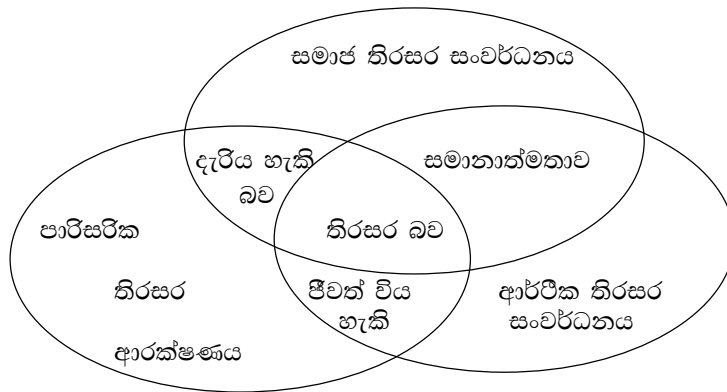 සමාජ තිරසර සංවර්ධනය
දැරිය හැකි
බව
සමානාත්මතාව
පාරිසරික
තිරසර
ආරක්ෂණය
තිරසර බව
ජීවත් විය
හැකි
ආර්ථික තිරසර
සංවර්ධනය